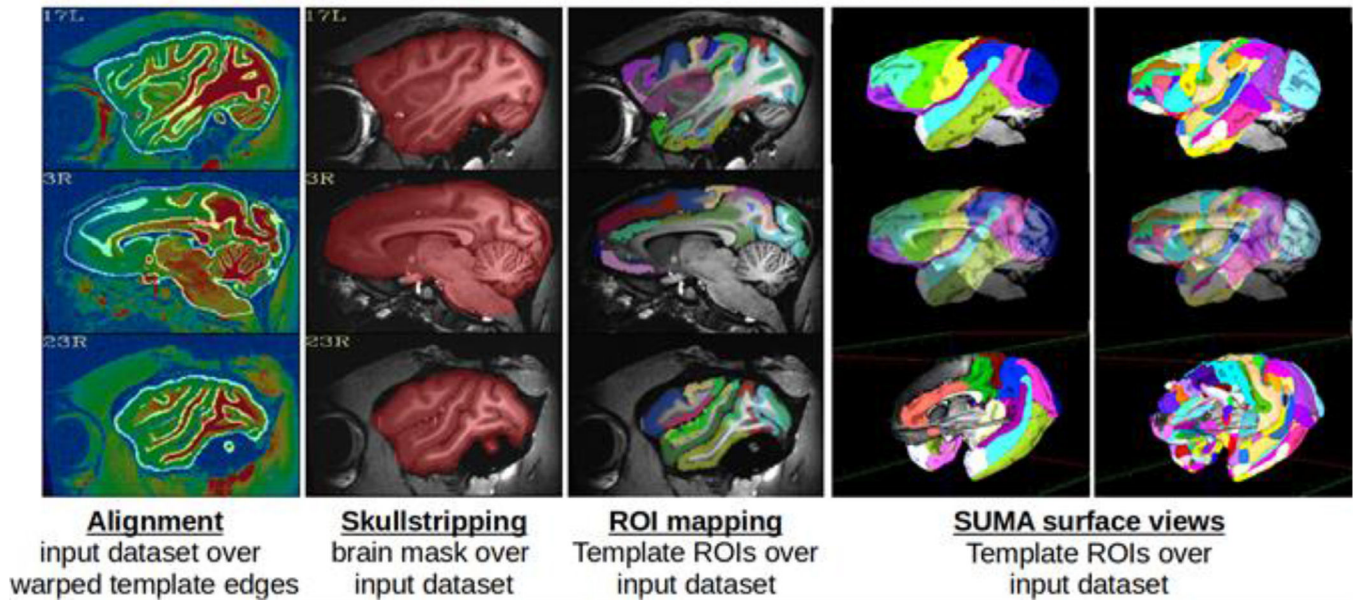 17L
17L
3R
3R
23R
23R
Alignment
input dataset over
warped template edges
Skullstripping
brain mask over
input dataset
ROI mapping
Template ROIs over
input dataset
SUMA surface views
Template ROIs over
input dataset